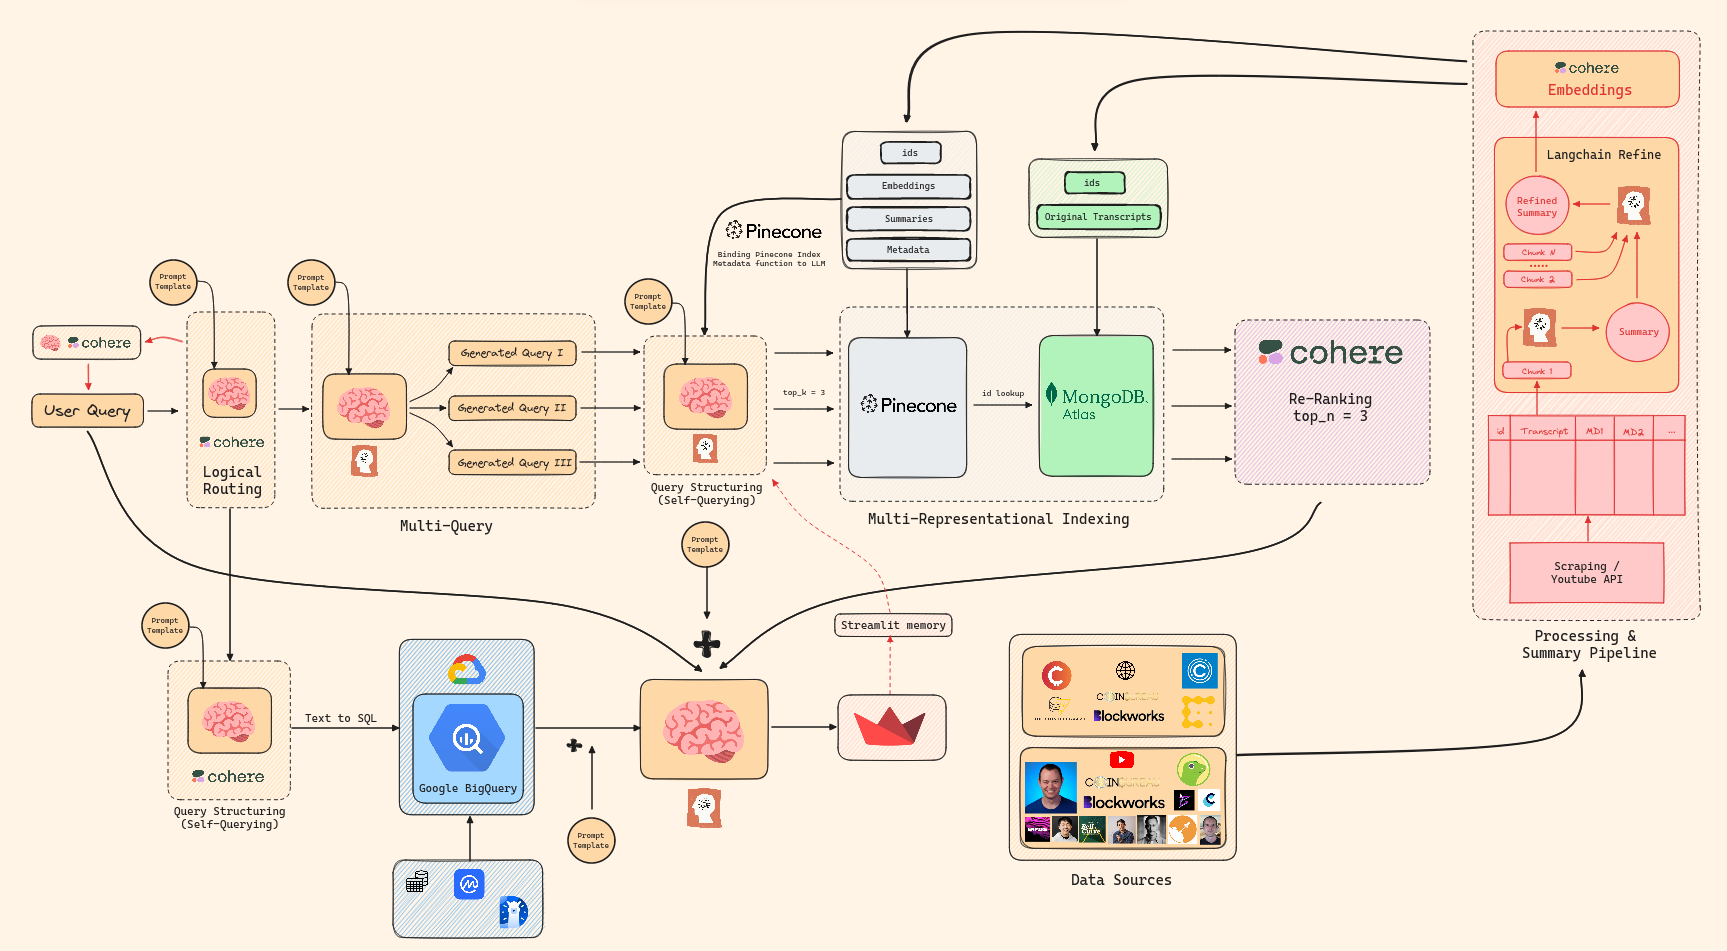 cohere
Embeddings
Langchain Refine
Refined
Summary
Chunk N
.....
Chunk 2
Summary
Chunk 1
id
Transcript
MD1
MD2
...
Scraping /
Youtube API
Processing &
Summary Pipeline
ids
Embeddings
Summaries
Metadata
ids
Original Transcripts
Pinecone
Binding Pinecone Index
Metadata function to LLM
Prompt
Template
Prompt
Template
Prompt
Template
cohere
User Query
cohere
Logical
Routing
Generated Query I
Generated Query II
Generated Query III
Multi-Query
Query Structuring
(Self-Querying)
top_k = 3
Pinecone
id lookup
MongoDB.
Atlas
Multi-Representational Indexing
cohere
Re-Ranking
top_n = 3
Prompt
Template
Prompt
Template
cohere
Query Structuring
(Self-Querying)
Text to SQL
Google BigQuery
Prompt
Template
Streamlit memory
COINBUREAU
Blockworks
COINBUREAU
Blockworks
Bell
Curve
Data Sources